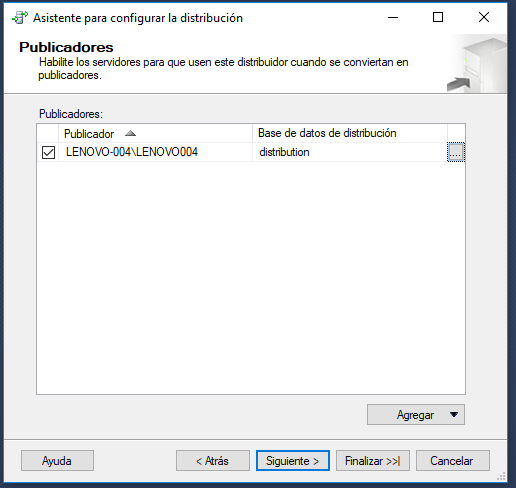 Asistente para configurar la distribución
Publicadores
Habilite los servidores para que usen este distribuidor cuando se conviertan en
publicadores.
Publicadores:
Publicador Base de datos de distribución
LENOVO-004\LENOVO004 distribution ...
Agregar
Ayuda < Atrás Siguiente > Finalizar >>| Cancelar